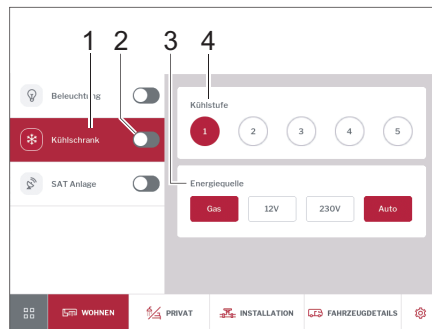 1 2 3 4
Beleuchtung
Kühlschrank
SAT Anlage
Kühlstufe
1 2 3 4 5
Energiequelle
Gas 12V 230V Auto
WOHNEN PRIVAT INSTALLATION FAHRZEUGDETAILS